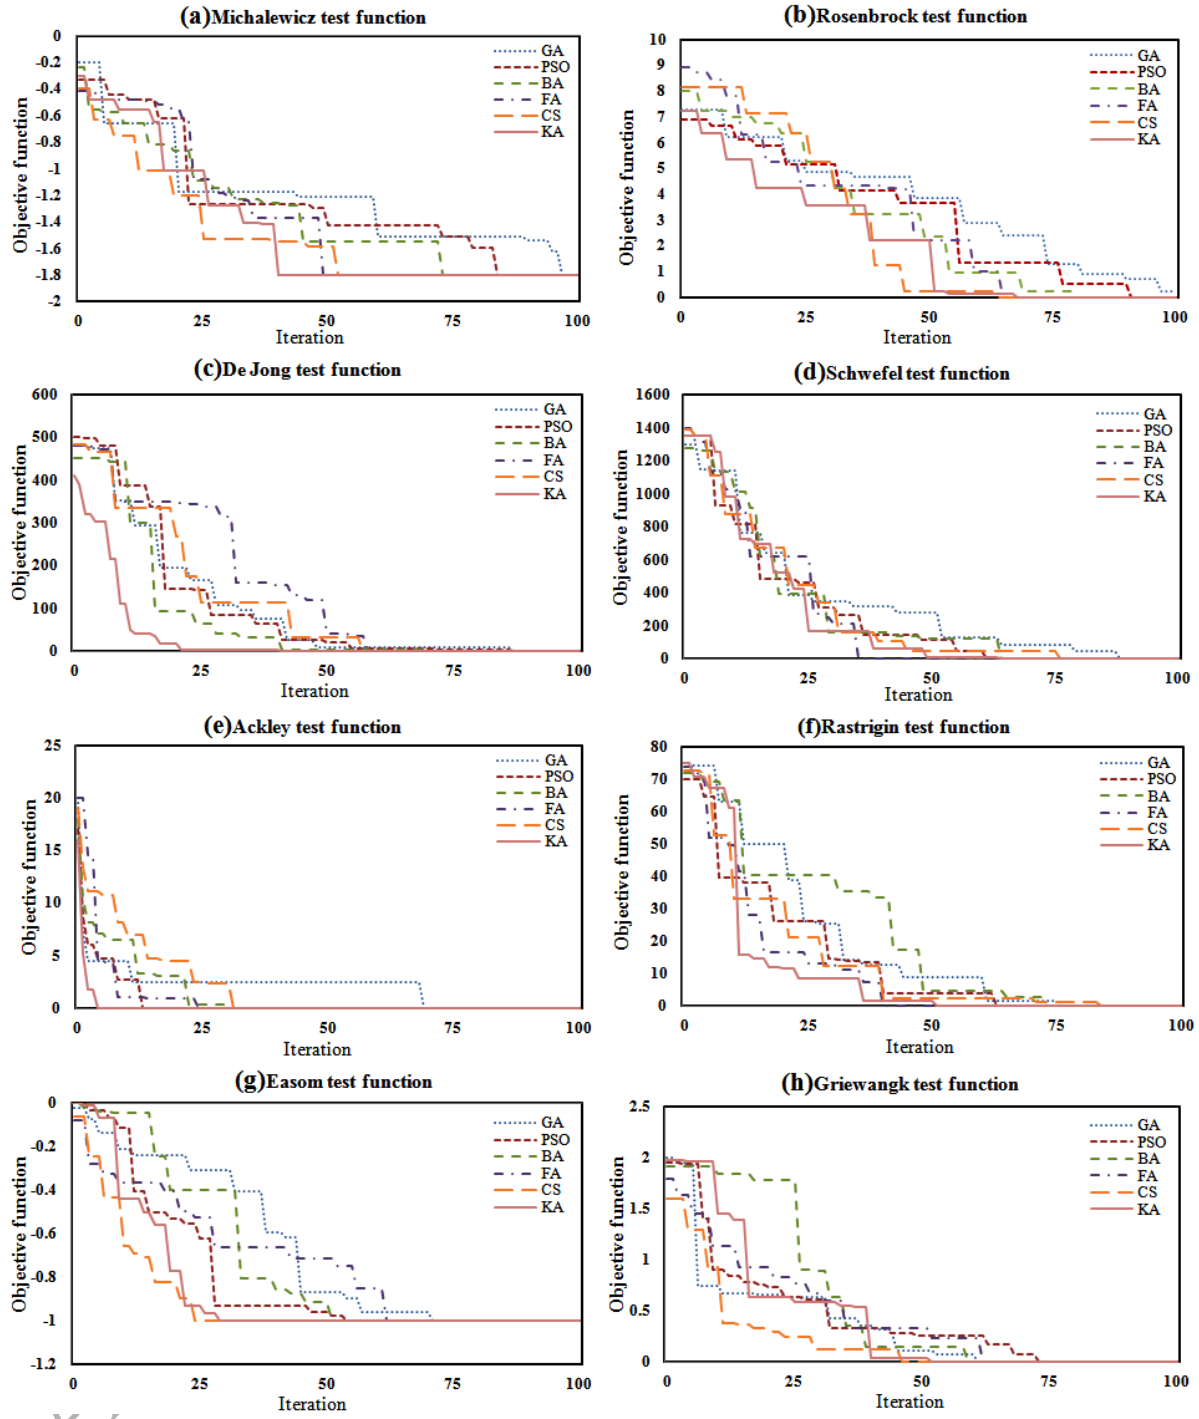 (a)Michalewicz test function
0
-0.2
-0.4
-0.6
-0.8
-1
-1.2
-1.4
-1.6
-1.8
-2
Objective function
GA
PSO
BA
FA
CS
KA
0 25 50 75 100
Iteration
(b)Rosenbrock test function
10
9
8
7
6
5
4
3
2
1
0
Objective function
GA
PSO
BA
FA
CS
KA
0 25 50 75 100
Iteration
(c)De Jong test function
600
500
400
300
200
100
0
Objective function
GA
PSO
BA
FA
CS
KA
0 25 50 75 100
Iteration
(d)Schwefel test function
1600
1400
1200
1000
800
600
400
200
0
Objective function
GA
PSO
BA
FA
CS
KA
0 25 50 75 100
Iteration
(e)Ackley test function
25
20
15
10
5
0
Objective function
GA
PSO
BA
FA
CS
KA
0 25 50 75 100
Iteration
(f)Rastrigin test function
80
70
60
50
40
30
20
10
0
Objective function
GA
PSO
BA
FA
CS
KA
0 25 50 75 100
Iteration
(g)Easom test function
0
-0.2
-0.4
-0.6
-0.8
-1
-1.2
Objective function
GA
PSO
BA
FA
CS
KA
0 25 50 75 100
Iteration
(h)Griewangk test function
2.5
2
1.5
1
0.5
0
Objective function
GA
PSO
BA
FA
CS
KA
0 25 50 75 100
Iteration